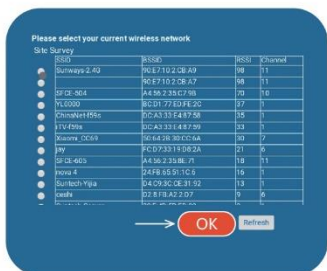 Please select your current wireless network
Site Survey
SSID BSSID RSSI Channel
Sunways-2.4G 90:E7:10:2:CB:A9 98 11
90:E7:10:2:CB:A7 98 11
SFCE-504 A4:56:2:35:C7:9B 70 10
YL0000 BC:D1:77:ED:FE:2C 37 1
ChinaNet-f59s DC:A3:33:E4:87:58 35 1
iTV-f59s DC:A3:33:E4:87:59 33 1
Xiaomi_CC69 50:64:2B:30:CC:6A 30 7
jay FC:D7:33:19:D8:2A 21 6
SFCE-605 A4:56:2:35:8E:71 18 11
nova 4 24:FB:65:51:1C:6 16 1
Suntech-Yijia D4:C9:3C:CE:31:92 13 1
ceshi D2:8:F8:A2:2:D7 9 6
OK
Refresh